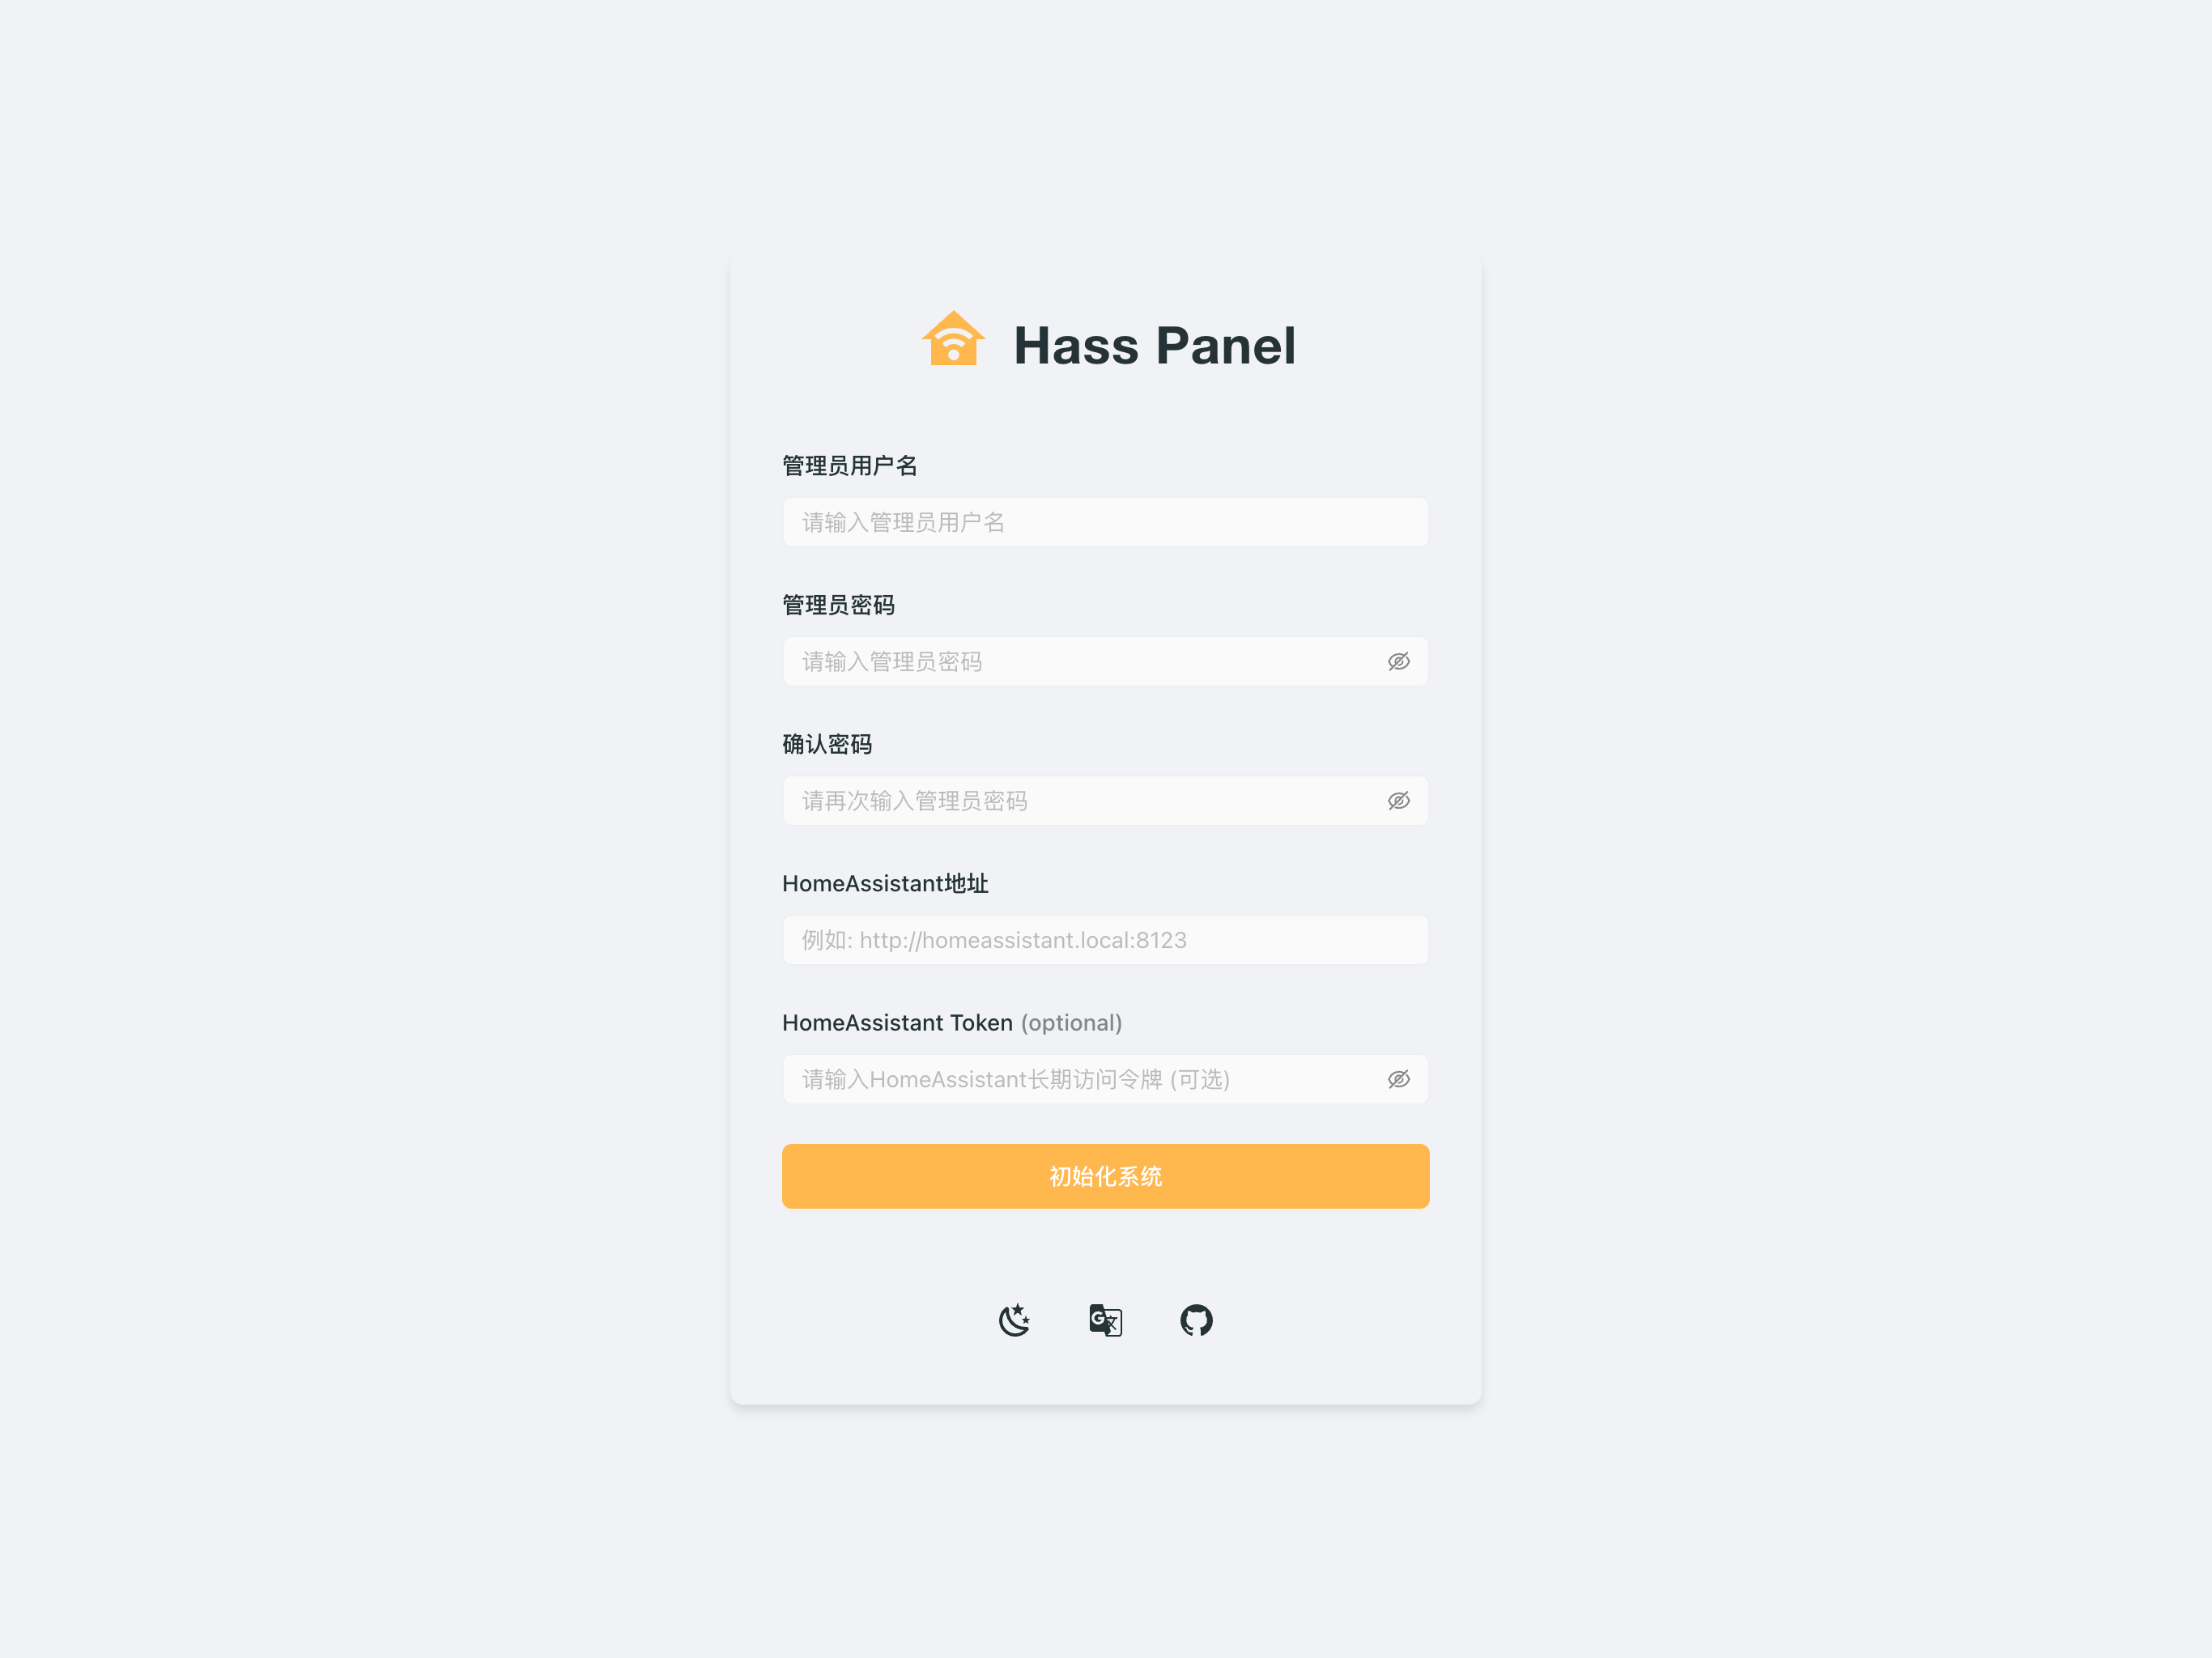 Hass Panel
管理员用户名
请输入管理员用户名
管理员密码
请输入管理员密码
确认密码
请再次输入管理员密码
HomeAssistant地址
例如: http://homeassistant.local:8123
HomeAssistant Token (optional)
请输入HomeAssistant长期访问令牌 (可选)
初始化系统
G 文